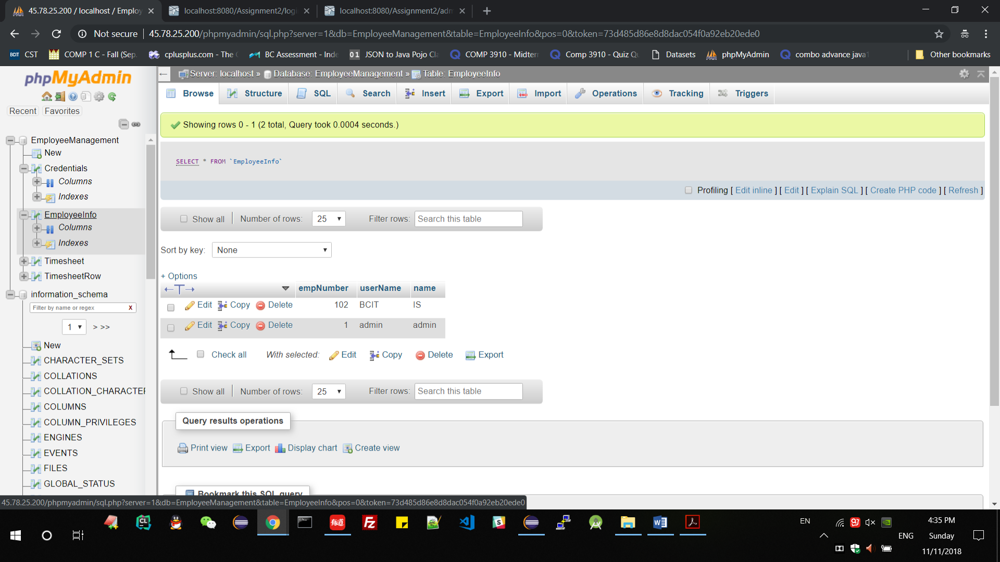 45.78.25.200 / localhost / Emplo
localhost:8080/Assignment2/logi
localhost:8080/Assignment2/adm
Not secure
45.78.25.200/phpmyadmin/sql.php?server=1&db=EmployeeManagement&table=EmployeeInfo&pos=0&token=73d485d86e8d8dac054f0a92eb20ede0
BCIT CST
COMP 1 C - Fall (Sep
cplusplus.com - The C
BC Assessment - Inde
01 JSON to Java Pojo Cla
COMP 3910 - Midterm
Comp 3910 - Quiz Qu
Datasets
phpMyAdmin
combo advance java1
Other bookmarks
phpMyAdmin
Recent
Favorites
EmployeeManagement
New
Credentials
Columns
Indexes
EmployeeInfo
Columns
Indexes
Timesheet
TimesheetRow
information_schema
Filter by name or regex X
1 > >>
New
CHARACTER_SETS
COLLATIONS
COLLATION_CHARACTER
COLUMNS
COLUMN_PRIVILEGES
ENGINES
EVENTS
FILES
GLOBAL_STATUS
Server: localhost » Database: EmployeeManagement » Table: EmployeeInfo
Browse Structure SQL Search Insert Export Import Operations Tracking Triggers
Showing rows 0 - 1 (2 total, Query took 0.0004 seconds.)
SELECT * FROM `EmployeeInfo`
Profiling [ Edit inline ] [ Edit ] [ Explain SQL ] [ Create PHP code ] [ Refresh ]
Show all Number of rows: 25 Filter rows: Search this table
Sort by key: None
+ Options
empNumber userName name
Edit Copy Delete 102 BCIT IS
Edit Copy Delete 1 admin admin
Check all With selected: Edit Copy Delete Export
Show all Number of rows: 25 Filter rows: Search this table
Query results operations
Print view Export Display chart Create view
Bookmark this SQL query
45.78.25.200/phpmyadmin/sql.php?server=1&db=EmployeeManagement&table=EmployeeInfo&pos=0&token=73d485d86e8d8dac054f0a92eb20ede0
CL
有道
Fz
EN
ENG
4:35 PM
Sunday
11/11/2018